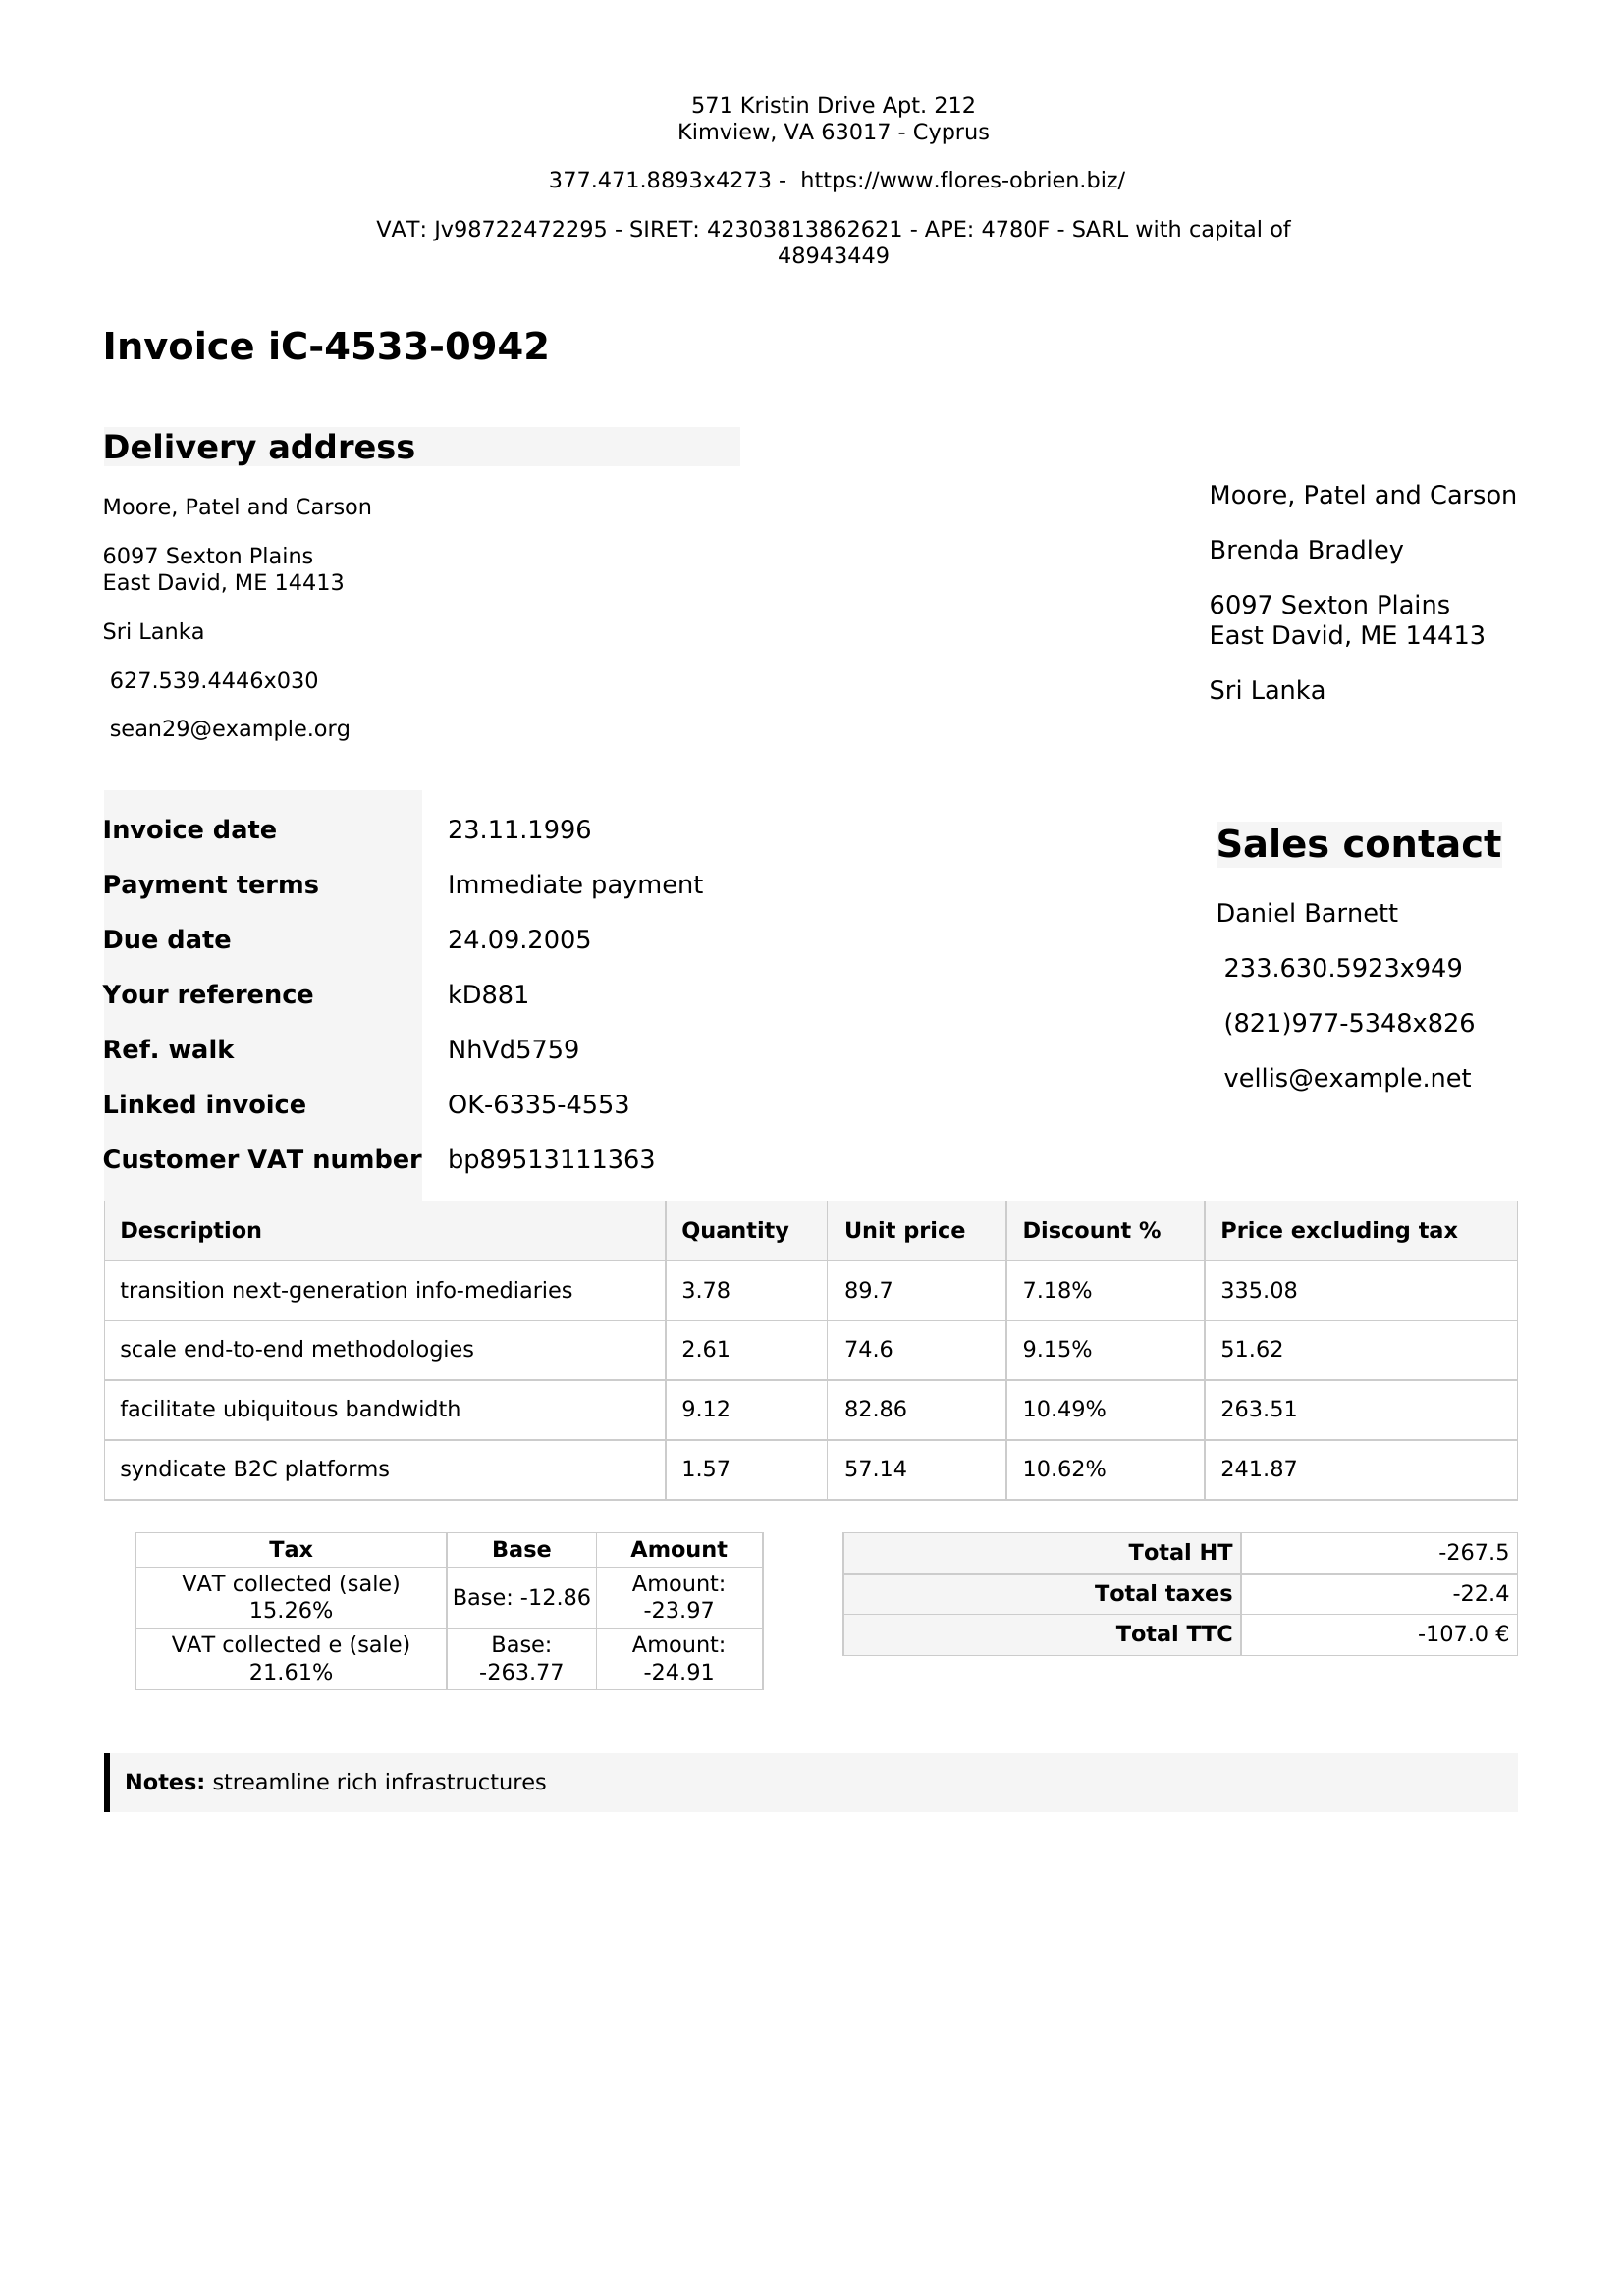 571 Kristin Drive Apt. 212
Kimview, VA 63017 - Cyprus
377.471.8893x4273 - https://www.flores-obrien.biz/
VAT: Jv98722472295 - SIRET: 42303813862621 - APE: 4780F - SARL with capital of
48943449
Invoice iC-4533-0942
Delivery address
Moore, Patel and Carson
6097 Sexton Plains
East David, ME 14413
Sri Lanka
627.539.4446x030
sean29@example.org
Moore, Patel and Carson
Brenda Bradley
6097 Sexton Plains
East David, ME 14413
Sri Lanka
Invoice date 23.11.1996
Payment terms Immediate payment
Due date 24.09.2005
Your reference kD881
Ref. walk NhVd5759
Linked invoice OK-6335-4553
Customer VAT number bp89513111363
Sales contact
Daniel Barnett
233.630.5923x949
(821)977-5348x826
vellis@example.net
Description Quantity Unit price Discount % Price excluding tax
transition next-generation info-mediaries 3.78 89.7 7.18% 335.08
scale end-to-end methodologies 2.61 74.6 9.15% 51.62
facilitate ubiquitous bandwidth 9.12 82.86 10.49% 263.51
syndicate B2C platforms 1.57 57.14 10.62% 241.87
Tax Base Amount
VAT collected (sale) 15.26% Base: -12.86 Amount: -23.97
VAT collected e (sale) 21.61% Base: -263.77 Amount: -24.91
Total HT -267.5
Total taxes -22.4
Total TTC -107.0 €
Notes: streamline rich infrastructures